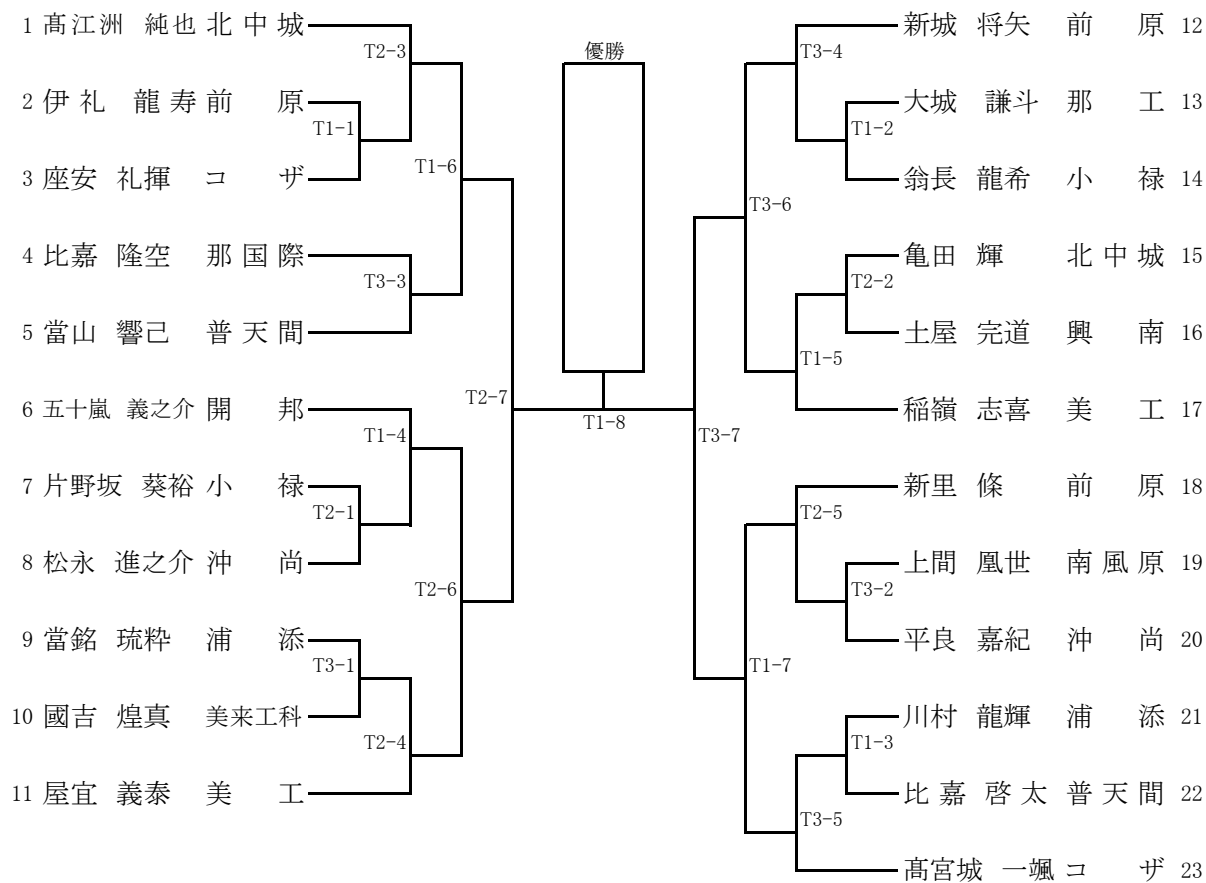 1 髙江洲 純也 北中城
T2-3
2 伊礼 龍寿 前 原
T1-1
3 座安 礼揮 コ ザ
T1-6
4 比嘉 隆空 那国際
T3-3
5 當山 響己 普天間
T2-7
6 五十嵐 義之介 開 邦
T1-4
7 片野坂 葵裕 小 禄
T2-1
8 松永 進之介 沖 尚
T2-6
9 當銘 琉粋 浦 添
T3-1
10 國吉 煌真 美来工科
T2-4
11 屋宜 義泰 美 工
優勝
T1-8
新城 将矢 前 原 12
T3-4
大城 謙斗 那 工 13
T1-2
翁長 龍希 小 禄 14
T3-6
亀田 輝 北中城 15
T2-2
土屋 完道 興 南 16
T1-5
稲嶺 志喜 美 工 17
T3-7
新里 條 前 原 18
T2-5
上間 凰世 南風原 19
T3-2
平良 嘉紀 沖 尚 20
T1-7
川村 龍輝 浦 添 21
T1-3
比嘉 啓太 普天間 22
T3-5
髙宮城 一颯 コ ザ 23